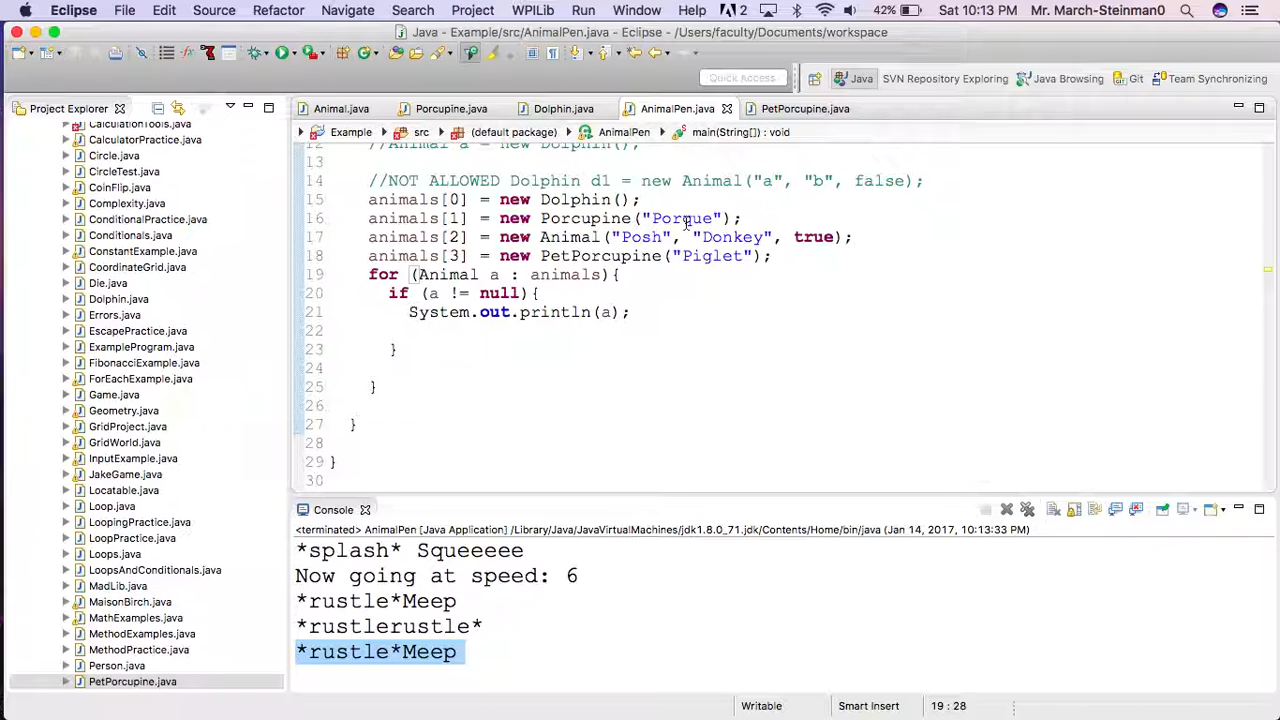 Eclipse File Edit Source Refactor Navigate Search Project WPILib Run Window Help 2 42% Sat 10:13 PM Mr. March-Steinman0
Java - Example/src/AnimalPen.java - Eclipse - /Users/faculty/Documents/workspace
Quick Access Java SVN Repository Exploring Java Browsing Git Team Synchronizing
Project Explorer
CalculationTools.java
CalculatorPractice.java
Circle.java
CircleTest.java
CoinFlip.java
CommonWords.java
ConditionalPractice.java
Conditionals.java
ConstantExample.java
CoordinateGrid.java
Die.java
Dolphin.java
Errors.java
EscapePractice.java
ExampleProgram.java
FibonacciExample.java
ForEachExample.java
Game.java
Geometry.java
GridProject.java
GridWorld.java
InputExample.java
JakeGame.java
Locatable.java
Loop.java
LoopingPractice.java
LoopPractice.java
Loops.java
LoopsAndConditionals.java
MadLib.java
MaisonBirch.java
MathExamples.java
MethodExamples.java
MethodPractice.java
Person.java
PetPorcupine.java
Animal.java Porcupine.java Dolphin.java AnimalPen.java PetPorcupine.java
Example src (default package) AnimalPen main(String[]) : void
12 //Animal a = new Dolphin();
13
14 //NOT ALLOWED Dolphin d1 = new Animal("a", "b", false);
15 animals[0] = new Dolphin();
16 animals[1] = new Porcupine("Porque");
17 animals[2] = new Animal("Posh", "Donkey", true);
18 animals[3] = new PetPorcupine("Piglet");
19 for (Animal a : animals){
20 if (a != null){
21 System.out.println(a);
22
23 }
24
25 }
26
27 }
28
29 }
30
Console
<terminated> AnimalPen [Java Application] /Library/Java/JavaVirtualMachines/jdk1.8.0_71.jdk/Contents/Home/bin/java (Jan 14, 2017, 10:13:33 PM)
*splash* Squeeeee
Now going at speed: 6
*rustle*Meep
*rustlerustle*
*rustle*Meep
Writable Smart Insert 19 : 28